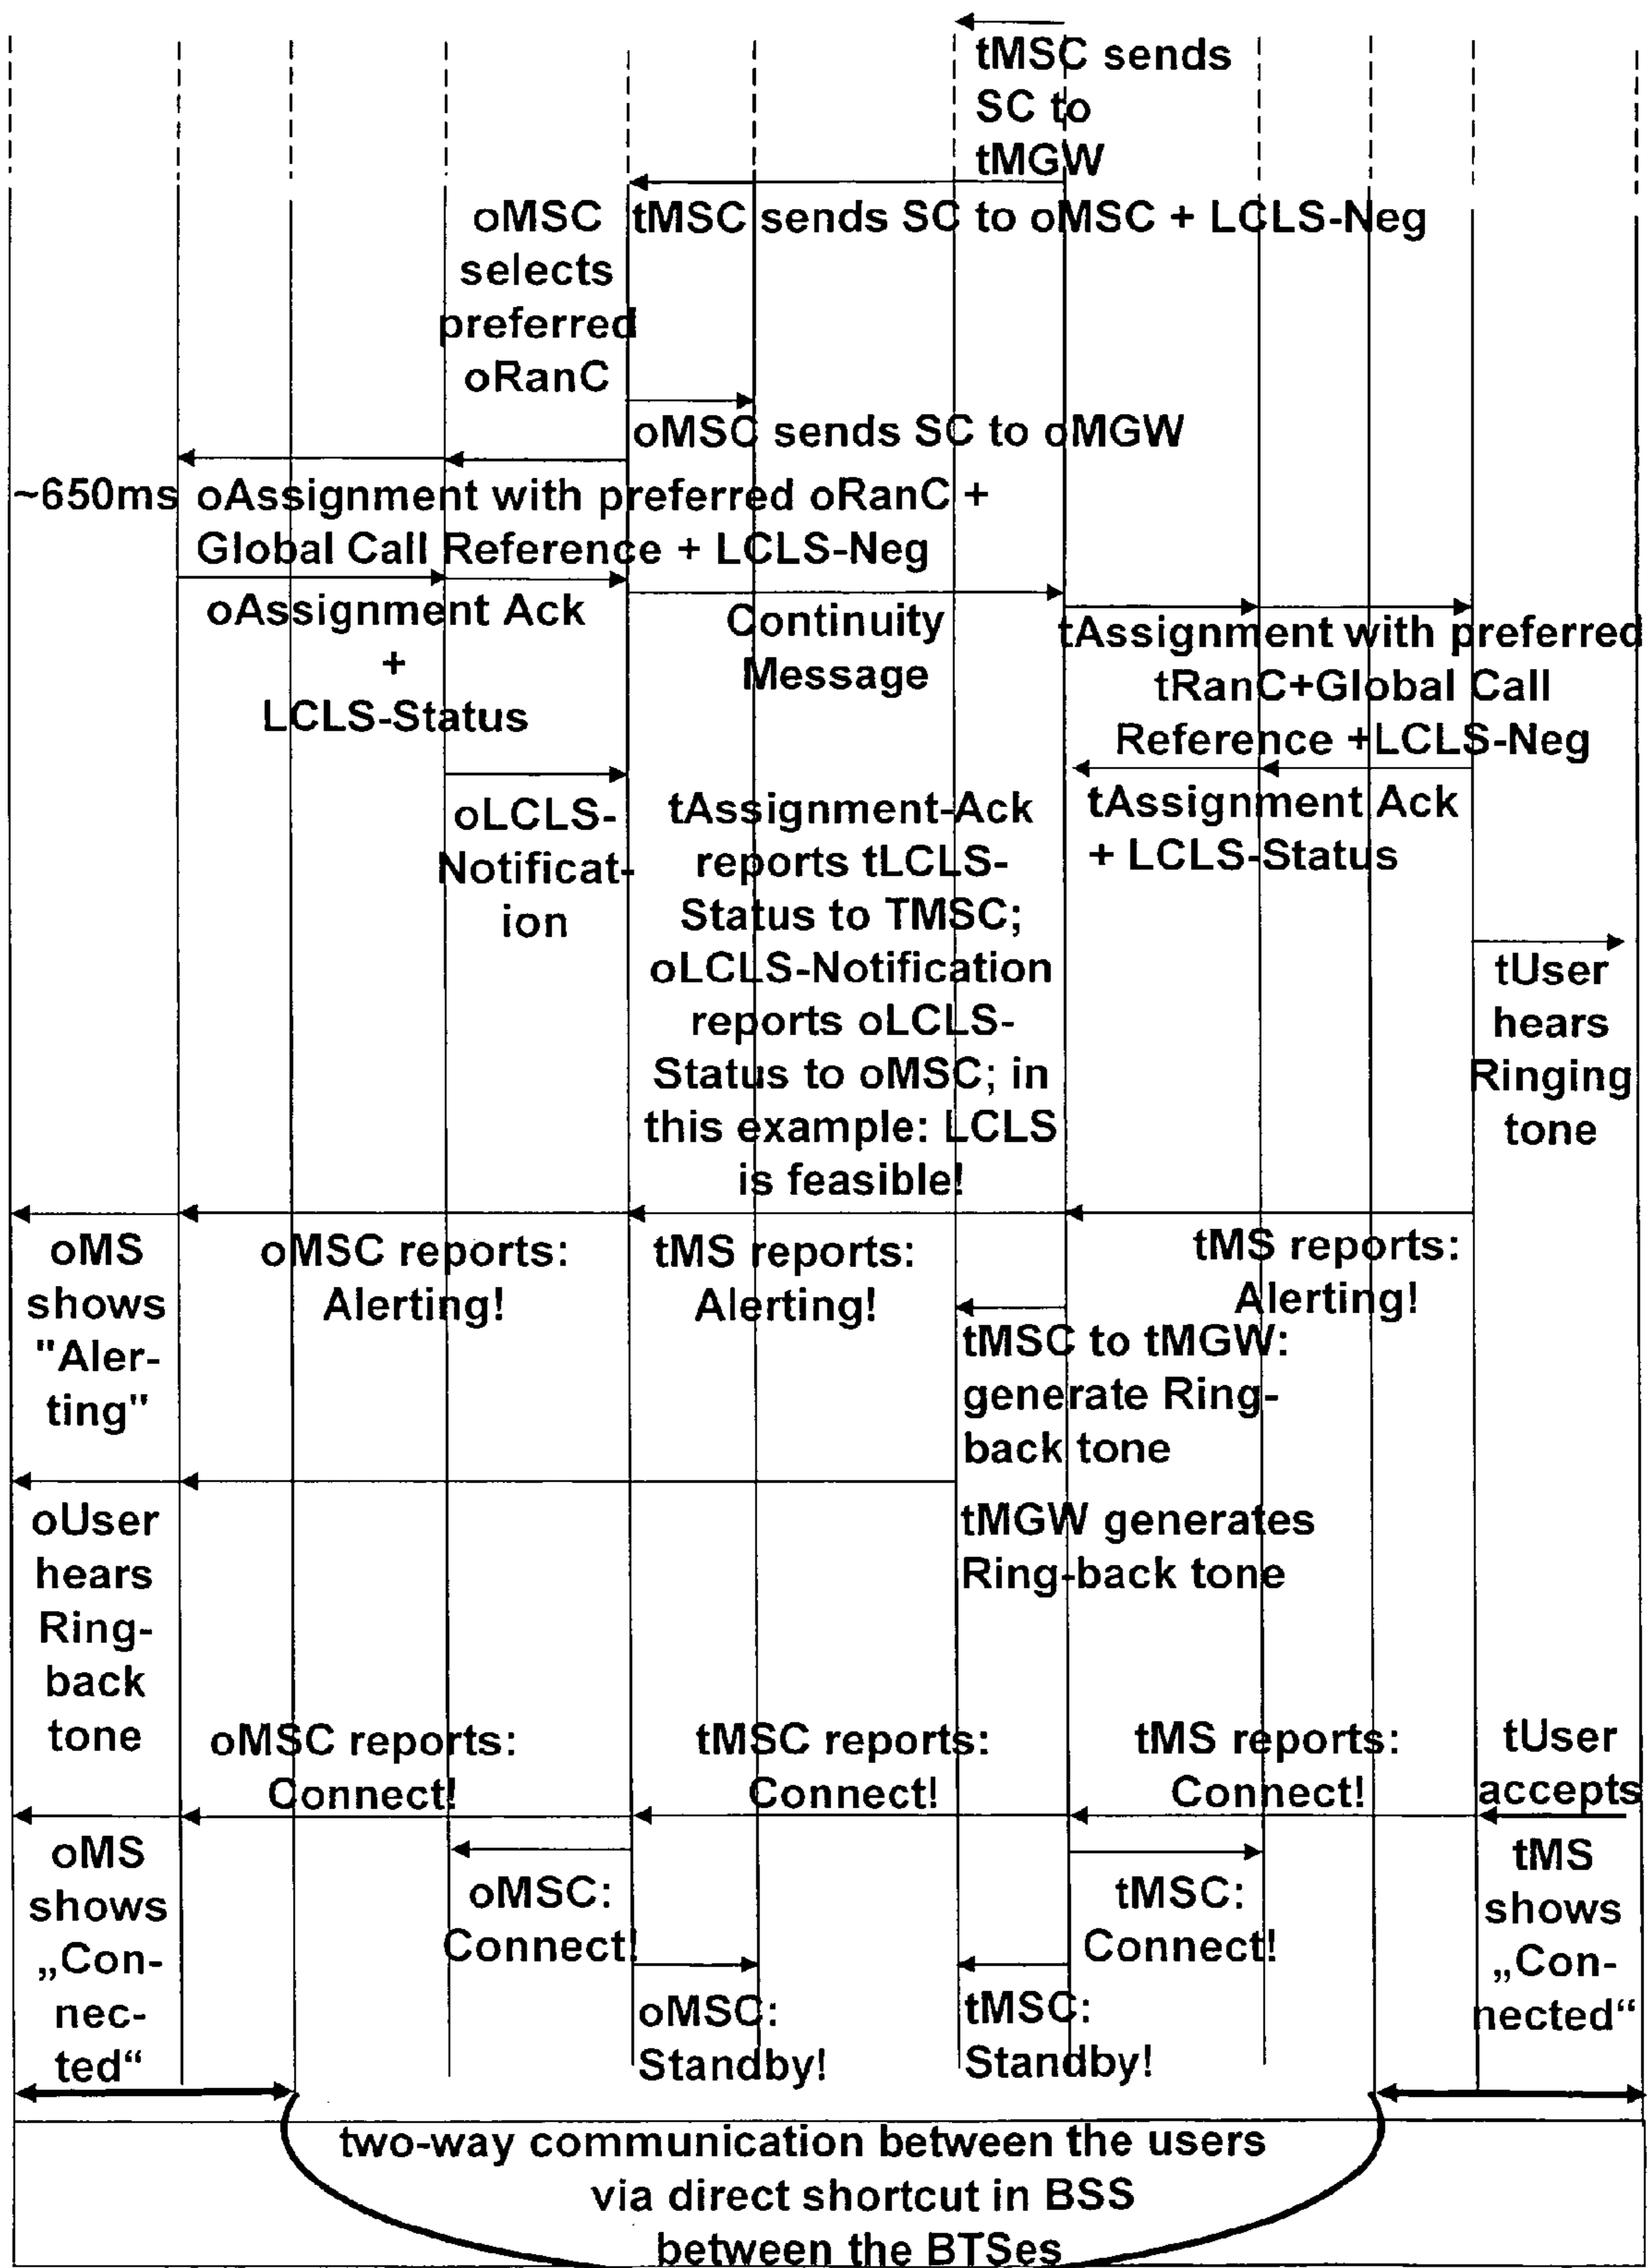 tMSC sends
SC to
tMGW
oMSC
selects
preferred
oRanC
tMSC sends SC to oMSC + LCLS-Neg
oMSC sends SC to oMGW
~650ms
oAssignment with preferred oRanC +
Global Call Reference + LCLS-Neg
oAssignment Ack
+
LCLS-Status
Continuity
Message
tAssignment with preferred
tRanC+Global Call
Reference +LCLS-Neg
oLCLS-
Notificat-
ion
tAssignment-Ack
reports tLCLS-
Status to TMSC;
oLCLS-Notification
reports oLCLS-
Status to oMSC; in
this example: LCLS
is feasible!
tAssignment Ack
+ LCLS-Status
tUser
hears
Ringing
tone
oMS
shows
"Aler-
ting"
oMSC reports:
Alerting!
tMS reports:
Alerting!
tMS reports:
Alerting!
tMSC to tMGW:
generate Ring-
back tone
oUser
hears
Ring-
back
tone
tMGW generates
Ring-back tone
oMSC reports:
Connect!
tMSC reports:
Connect!
tMS reports:
Connect!
tUser
accepts
oMS
shows
„Con-
nec-
ted“
oMSC:
Connect!
tMSC:
Connect!
tMS
shows
„Con-
nected“
oMSC:
Standby!
tMSC:
Standby!
two-way communication between the users
via direct shortcut in BSS
between the BTSes